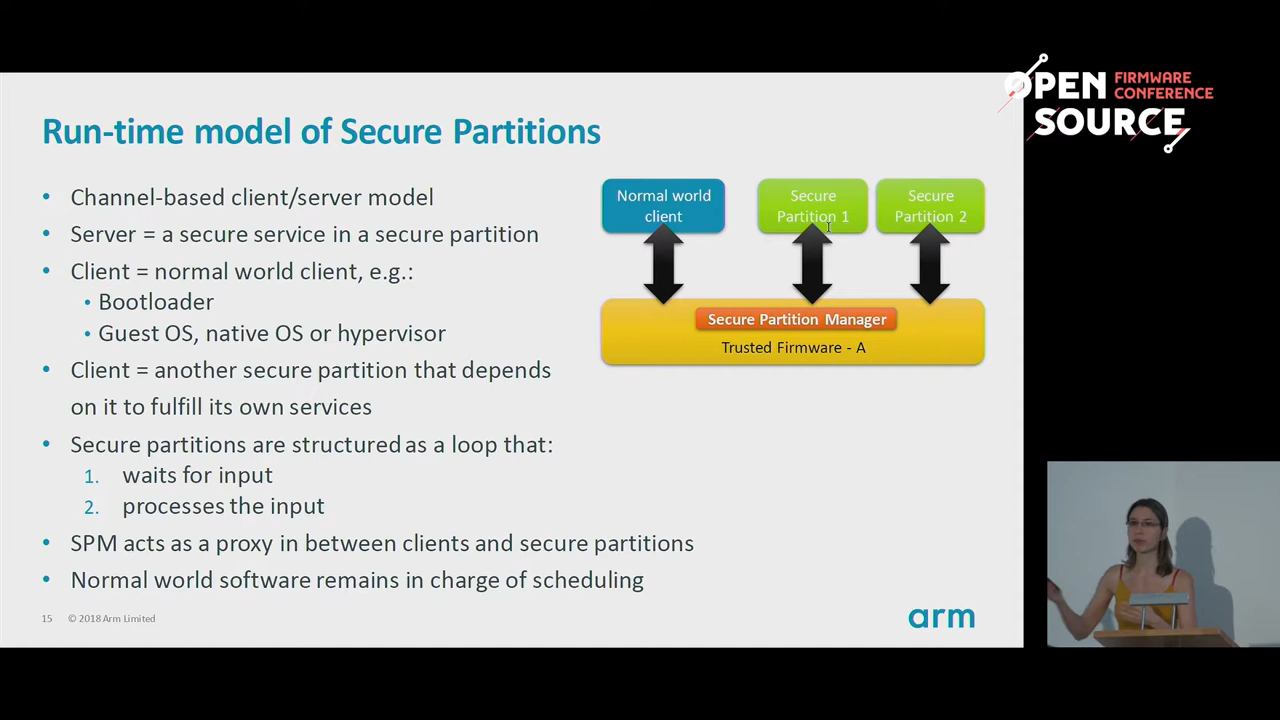 OPEN FIRMWARE
CONFERENCE
SOURCE
Run-time model of Secure Partitions
• Channel-based client/server model
• Server = a secure service in a secure partition
• Client = normal world client, e.g.:
• Bootloader
• Guest OS, native OS or hypervisor
• Client = another secure partition that depends
on it to fulfill its own services
• Secure partitions are structured as a loop that:
1. waits for input
2. processes the input
• SPM acts as a proxy in between clients and secure partitions
• Normal world software remains in charge of scheduling
Normal world
client
Secure
Partition 1
Secure
Partition 2
Secure Partition Manager
Trusted Firmware - A
15 © 2018 Arm Limited
arm